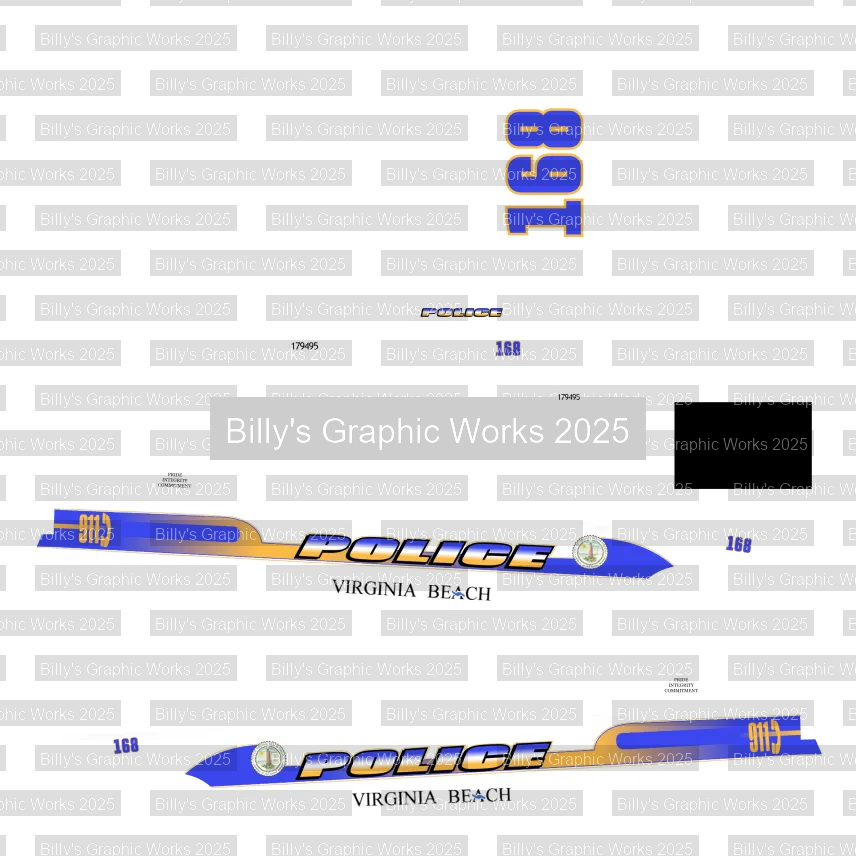 Billy's Graphic Works 2025
168
POLICE
179495
168
179495
Billy's Graphic Works 2025
PRIDE
INTEGRITY
COMMITMENT
911
POLICE
168
VIRGINIA BEACH
PRIDE
INTEGRITY
COMMITMENT
168
POLICE
911
VIRGINIA BEACH